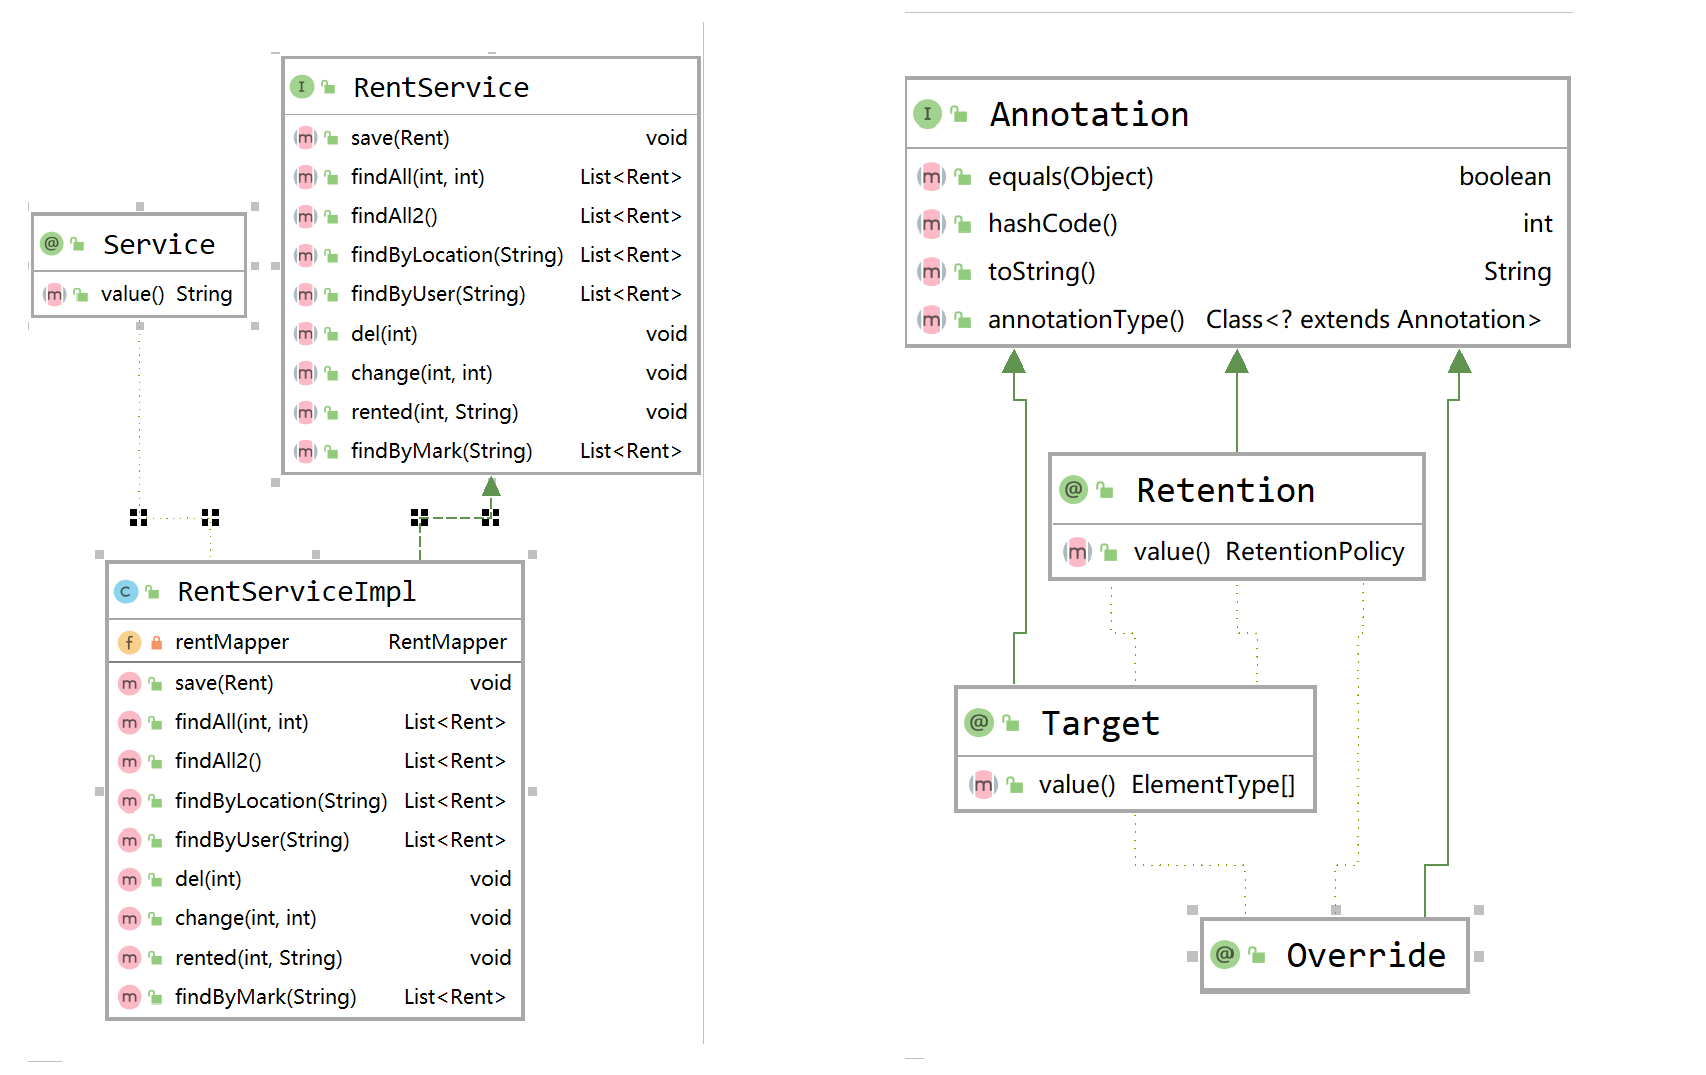 I RentService
m save(Rent) void
m findAll(int, int) List<Rent>
m findAll2() List<Rent>
m findByLocation(String) List<Rent>
m findByUser(String) List<Rent>
m del(int) void
m change(int, int) void
m rented(int, String) void
m findByMark(String) List<Rent>
@ Service
m value() String
C RentServiceImpl
f rentMapper RentMapper
m save(Rent) void
m findAll(int, int) List<Rent>
m findAll2() List<Rent>
m findByLocation(String) List<Rent>
m findByUser(String) List<Rent>
m del(int) void
m change(int, int) void
m rented(int, String) void
m findByMark(String) List<Rent>
I Annotation
m equals(Object) boolean
m hashCode() int
m toString() String
m annotationType() Class<? extends Annotation>
@ Retention
m value() RetentionPolicy
@ Target
m value() ElementType[]
@ Override